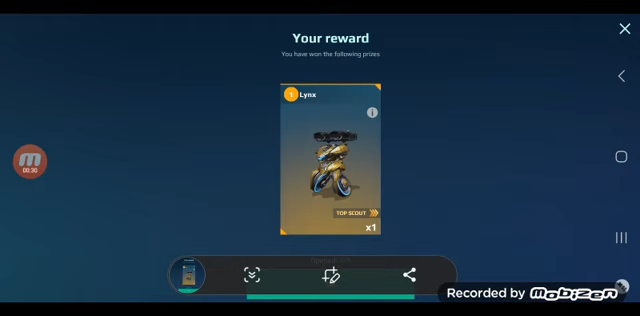 Your reward
You have won the following prizes
1 Lynx
i
TOP SCOUT
x1
00:30
Recorded by MOBIZEN